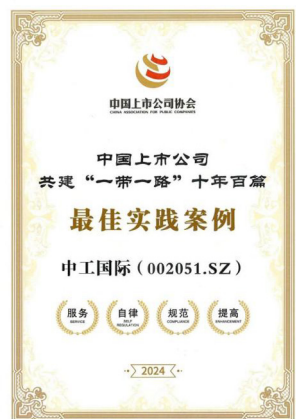 中国上市公司协会
CHINA ASSOCIATION FOR PUBLIC COMPANIES
中国上市公司
共建“一带一路”十年百篇
最佳实践案例
中工国际（002051.SZ）
服务 自律 规范 提高
SERVICE SELF REGULATION COMPLIANCE ENHANCEMENT
2024